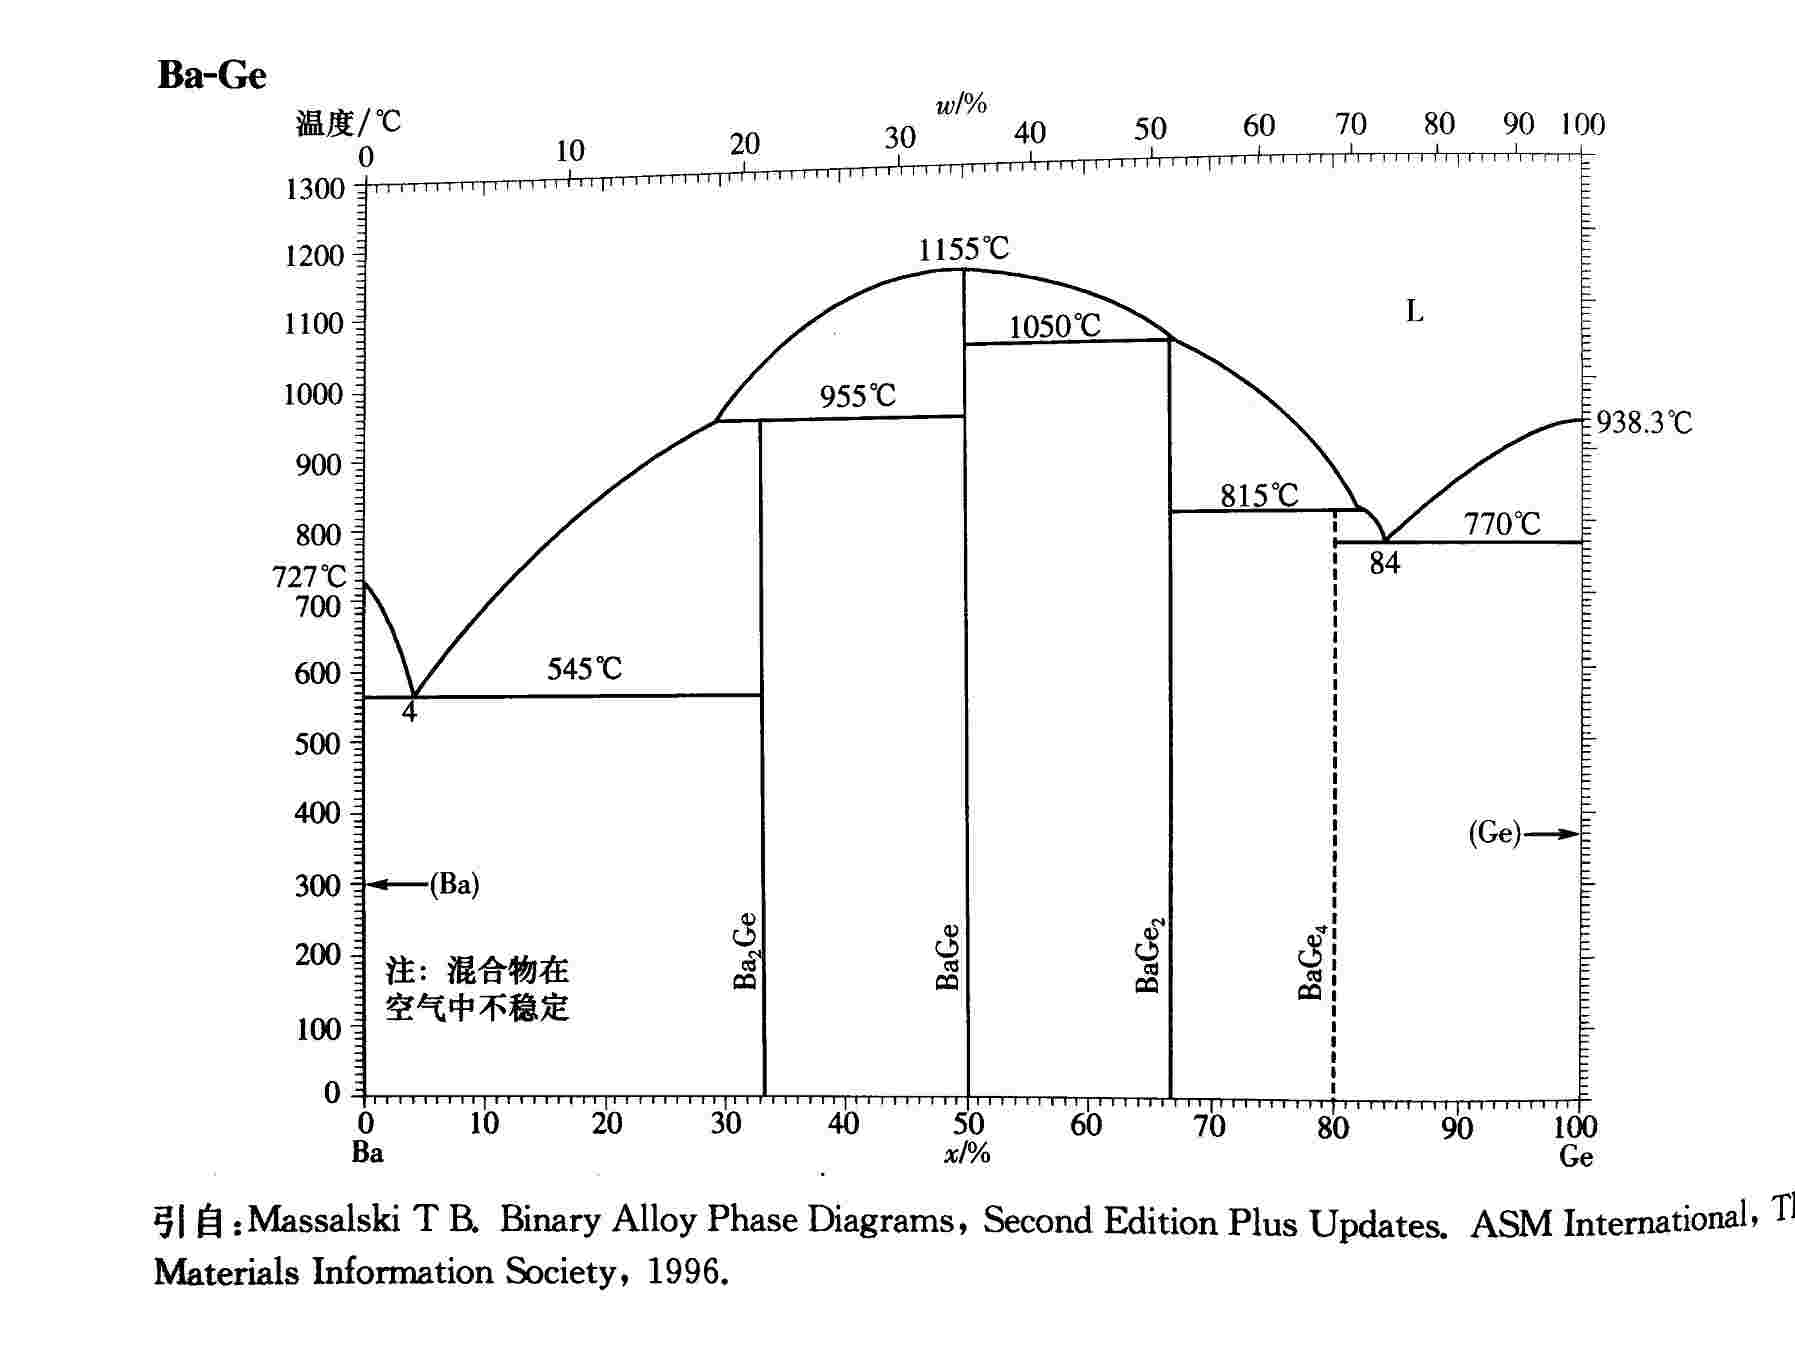 Ba-Ge
温度/℃
w/%
0 10 20 30 40 50 60 70 80 90 100
1300
1200
1100
1000
900
800
700
600
500
400
300
200
100
0
1155℃
L
1050℃
955℃
938.3℃
815℃
770℃
84
727℃
545℃
4
(Ge)
(Ba)
Ba₂Ge
BaGe
BaGe₂
BaGe₄
注：混合物在
空气中不稳定
0 10 20 30 40 50 60 70 80 90 100
Ba x/% Ge
引自：Massalski T B. Binary Alloy Phase Diagrams, Second Edition Plus Updates. ASM International,
Materials Information Society, 1996.